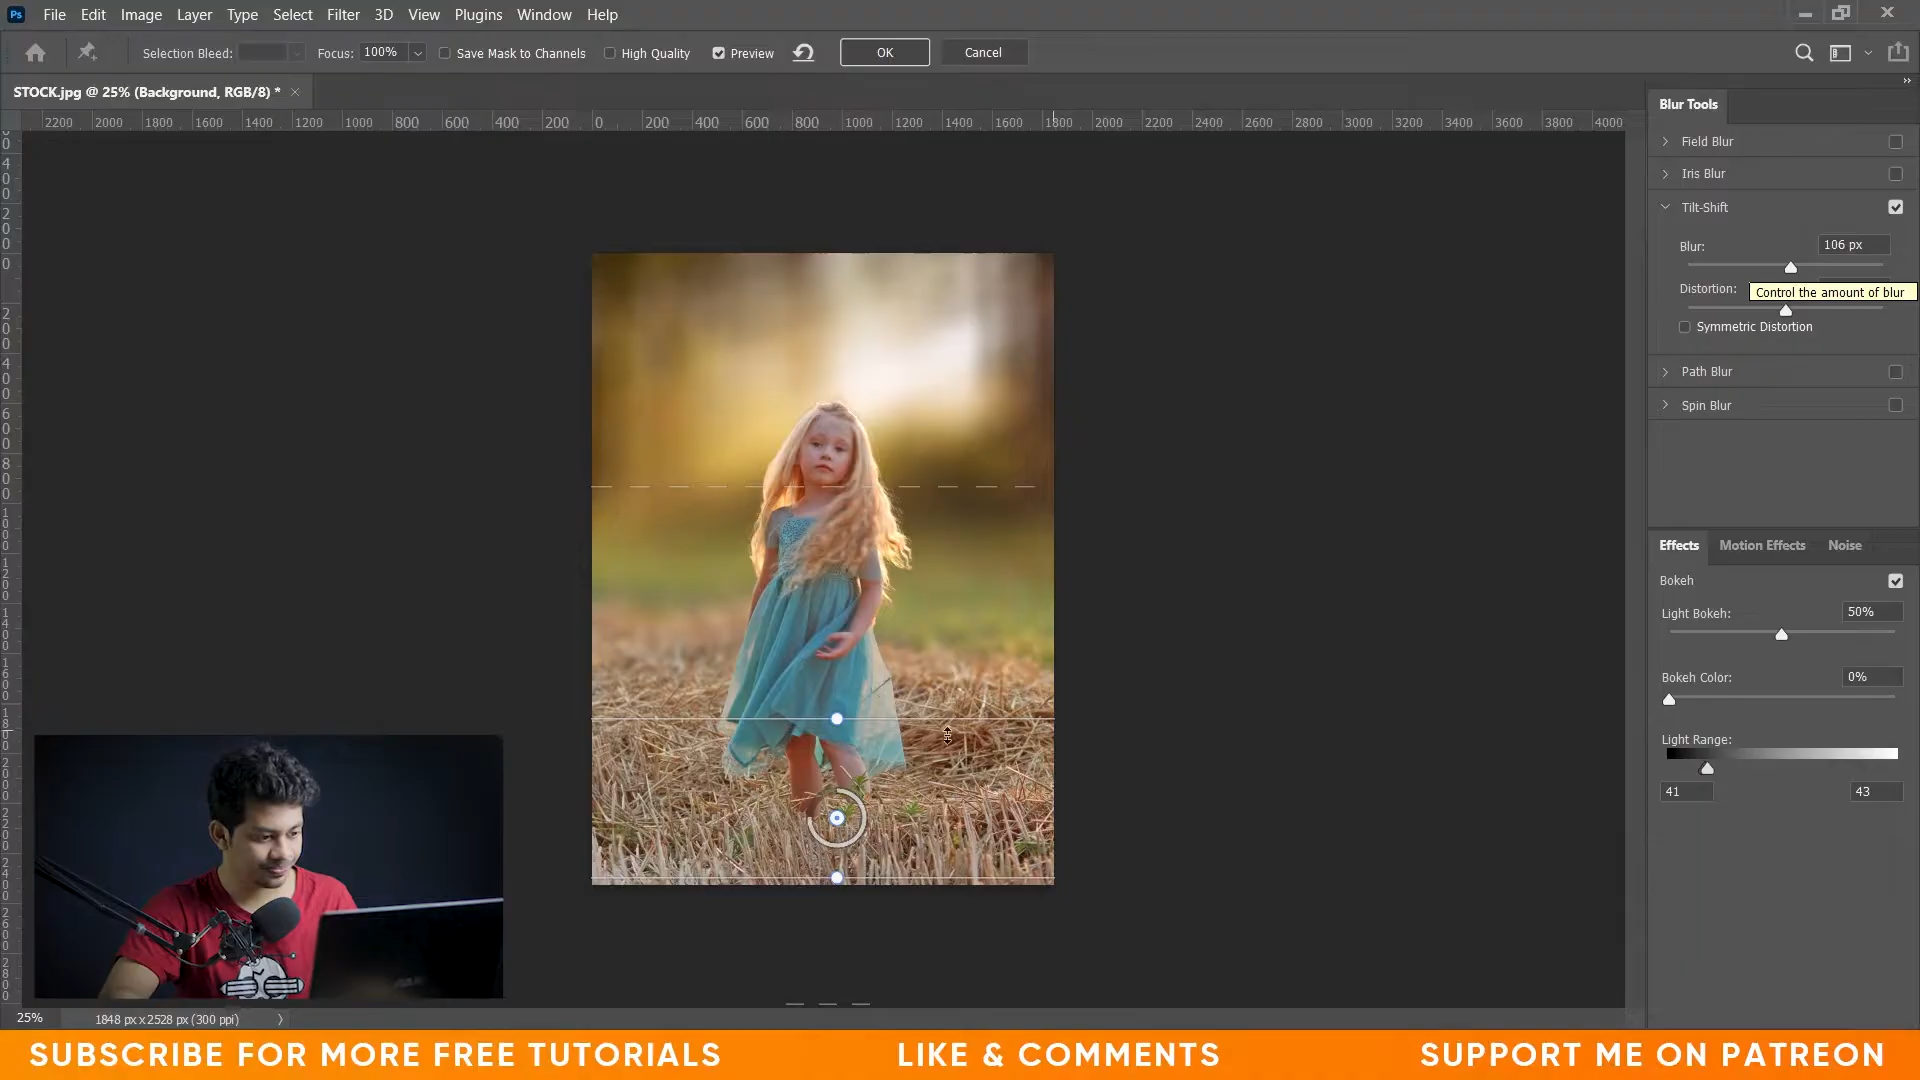 Ps File Edit Image Layer Type Select Filter 3D View Plugins Window Help
Selection Bleed: Focus: 100% Save Mask to Channels High Quality Preview OK Cancel
STOCK.jpg @ 25% (Background, RGB/8) * ×
2200 2000 1800 1600 1400 1200 1000 800 600 400 200 0 200 400 600 800 1000 1200 1400 1600 1800 2000 2200 2400 2600 2800 3000 3200 3400 3600 3800 4000
Blur Tools
Field Blur
Iris Blur
Tilt-Shift
Blur: 106 px
Distortion:
Control the amount of blur
Symmetric Distortion
Path Blur
Spin Blur
Effects Motion Effects Noise
Bokeh
Light Bokeh: 50%
Bokeh Color: 0%
Light Range:
41 43
25% 1848 px x 2528 px (300 ppi)
SUBSCRIBE FOR MORE FREE TUTORIALS LIKE & COMMENTS SUPPORT ME ON PATREON